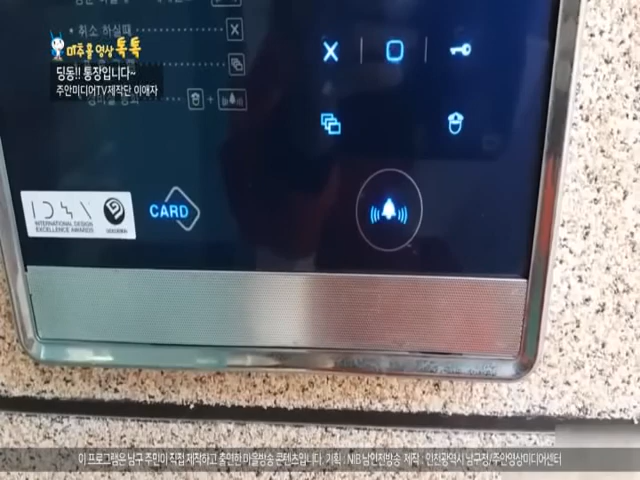 * 취소 하실때
미추홀 영상 톡톡
딩동!! 통장입니다~
주안미디어TV제작단 이애자
+
CARD
INTERNATIONAL DESIGN
EXCELLENCE AWARDS
이 프로그램은 남구 주민이 직접 제작하고 출연한 마을방송 콘텐츠입니다. 기획 : NIB남인천방송 제작 : 인천광역시 남구청/주안영상미디어센터